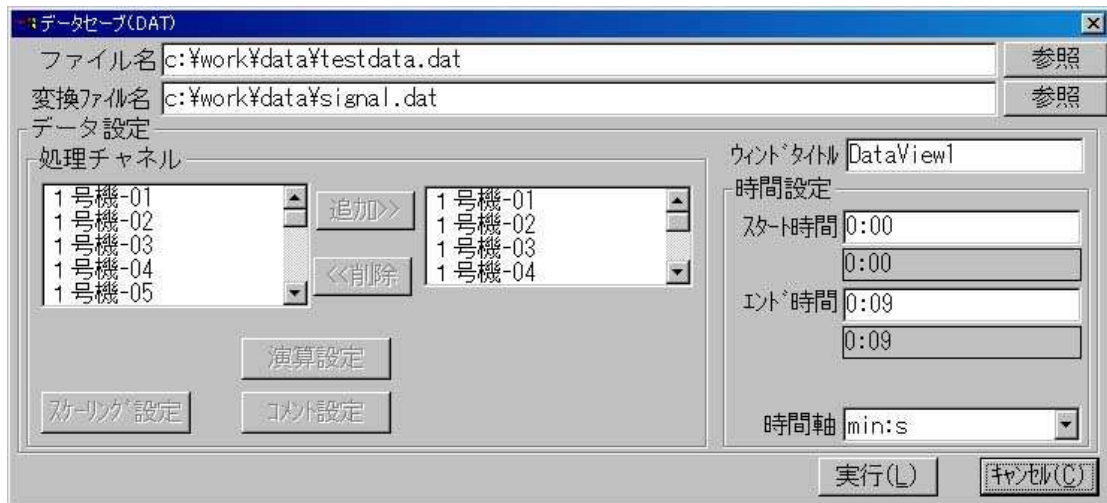 データセーブ(DAT)
ファイル名 c:¥work¥data¥testdata.dat 参照
変換ﾌｧｲﾙ名 c:¥work¥data¥signal.dat 参照
データ設定
処理チャネル
１号機-01
１号機-02
１号機-03
１号機-04
１号機-05
追加>>
<<削除
１号機-01
１号機-02
１号機-03
１号機-04
演算設定
ｽｹｰﾘﾝｸﾞ設定
ｺﾒﾝﾄ設定
ｳｨﾝﾄﾞﾀｲﾄﾙ DataView1
時間設定
ｽﾀｰﾄ時間 0:00
0:00
ｴﾝﾄﾞ時間 0:09
0:09
時間軸 min:s
実行(L)
ｷｬﾝｾﾙ(C)